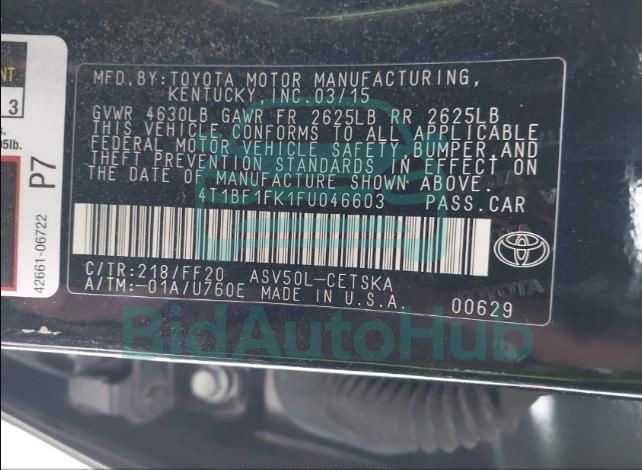 MFD.BY:TOYOTA MOTOR MANUFACTURING,
KENTUCKY, INC.03/15
GVWR 4630LB GAWR FR 2625LB RR 2625LB
THIS VEHICLE CONFORMS TO ALL APPLICABLE
FEDERAL MOTOR VEHICLE SAFETY,BUMPER AND
THEFT PREVENTION STANDARDS IN EFFECT ON
THE DATE OF MANUFACTURE SHOWN ABOVE.
4T1BF1FK1FU046603 PASS.CAR
C/TR:218/FF20 ASV50L-CETSKA
A/TM:-01A/U760E MADE IN U.S.A. 00629
3
P7
42661-06722
BidAutoHub